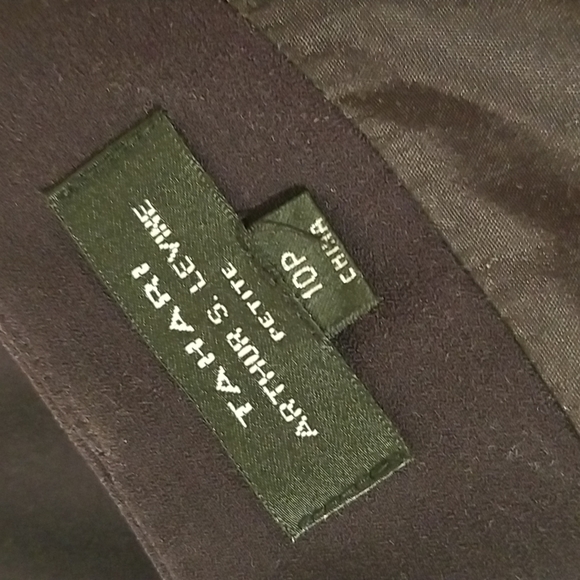 TAHARI
ARTHUR S. LEVINE
PETITE
10P
CHINA